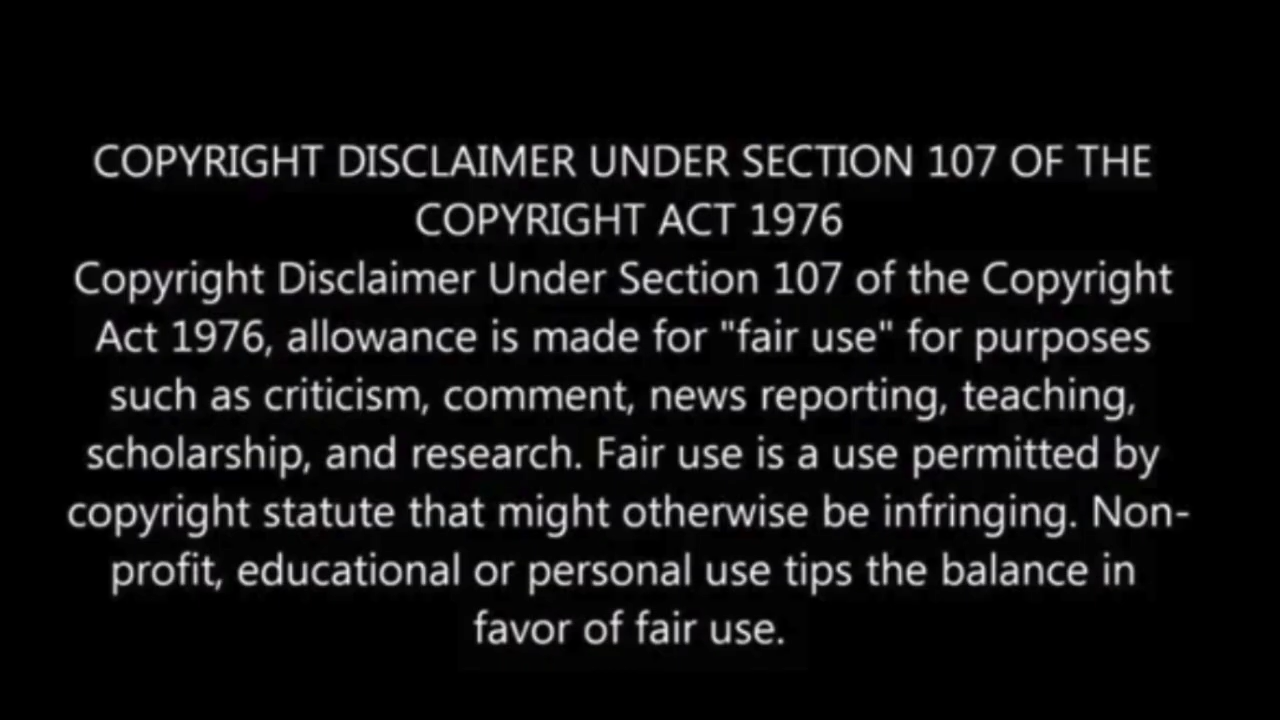 COPYRIGHT DISCLAIMER UNDER SECTION 107 OF THE
COPYRIGHT ACT 1976
Copyright Disclaimer Under Section 107 of the Copyright
Act 1976, allowance is made for "fair use" for purposes
such as criticism, comment, news reporting, teaching,
scholarship, and research. Fair use is a use permitted by
copyright statute that might otherwise be infringing. Non-
profit, educational or personal use tips the balance in
favor of fair use.